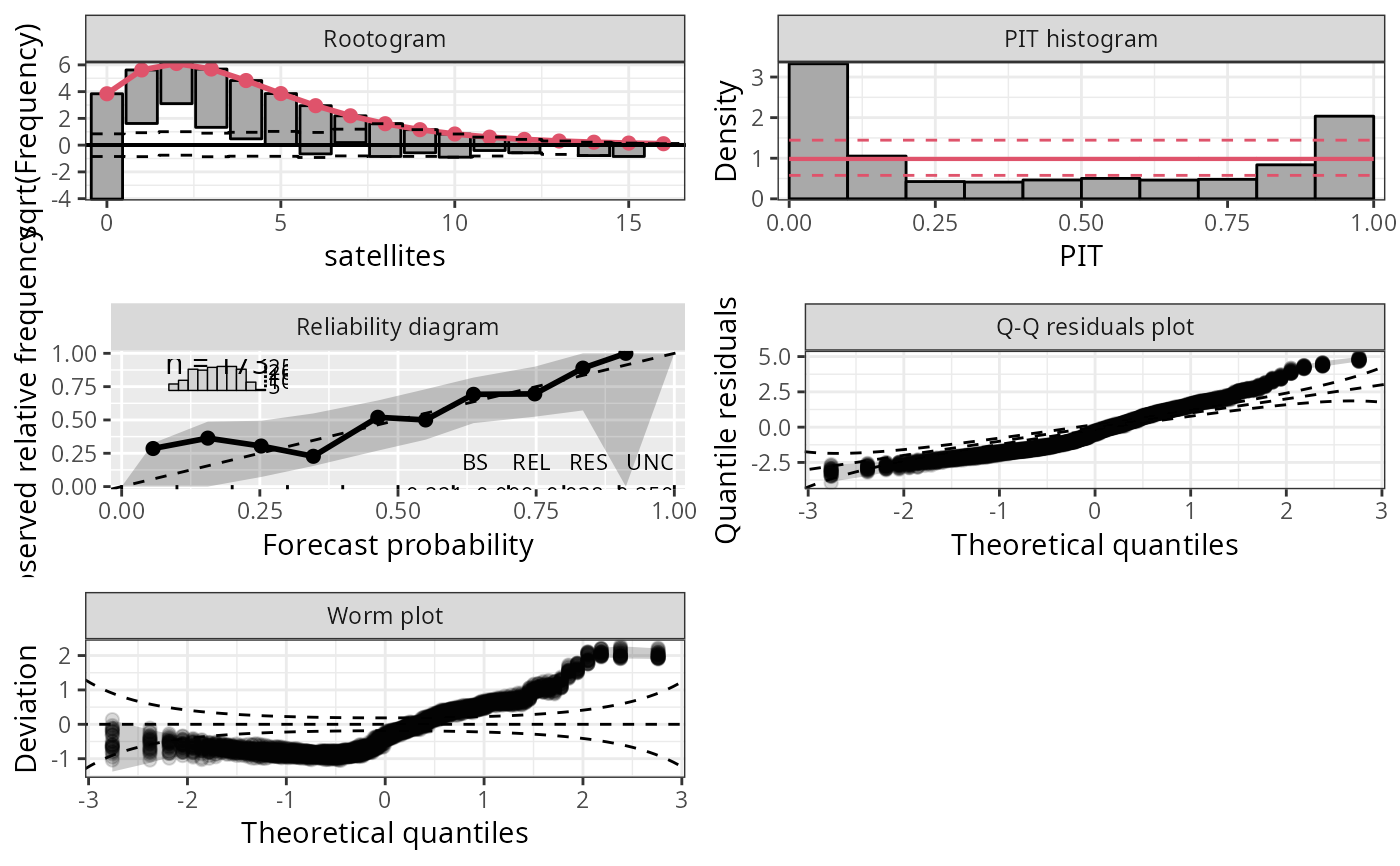 Rootogram
sqrt(Frequency)
6
4
2
0
-2
-4
0 5 10 15
satellites
PIT histogram
Density
3
2
1
0
0.00 0.25 0.50 0.75 1.00
PIT
Reliability diagram
served relative frequency
1.00
0.75
0.50
0.25
0.00
BS REL RES UNC
0.00 0.25 0.50 0.75 1.00
Forecast probability
Q-Q residuals plot
Quantile residuals
5.0
2.5
0.0
-2.5
-3 -2 -1 0 1 2 3
Theoretical quantiles
Worm plot
Deviation
2
1
0
-1
-3 -2 -1 0 1 2 3
Theoretical quantiles